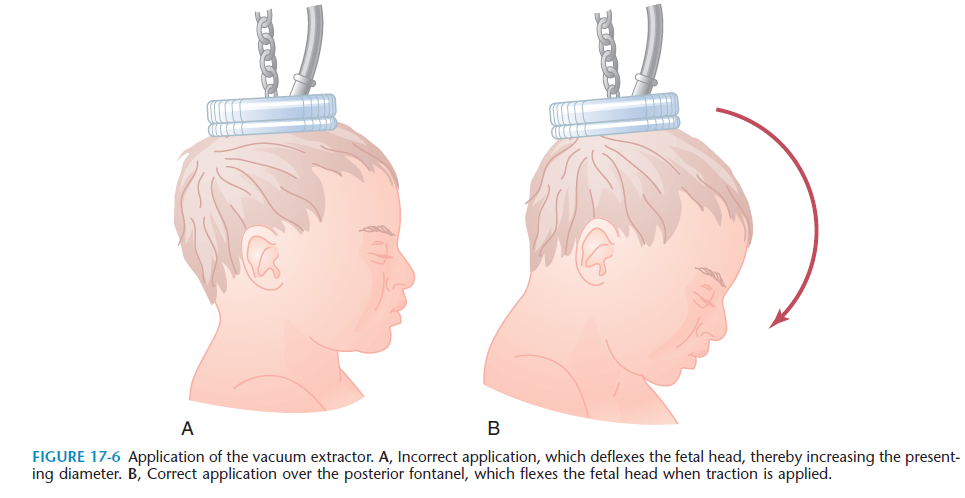 A
B
FIGURE 17-6 Application of the vacuum extractor. A, Incorrect application, which deflexes the fetal head, thereby increasing the present-
ing diameter. B, Correct application over the posterior fontanel, which flexes the fetal head when traction is applied.